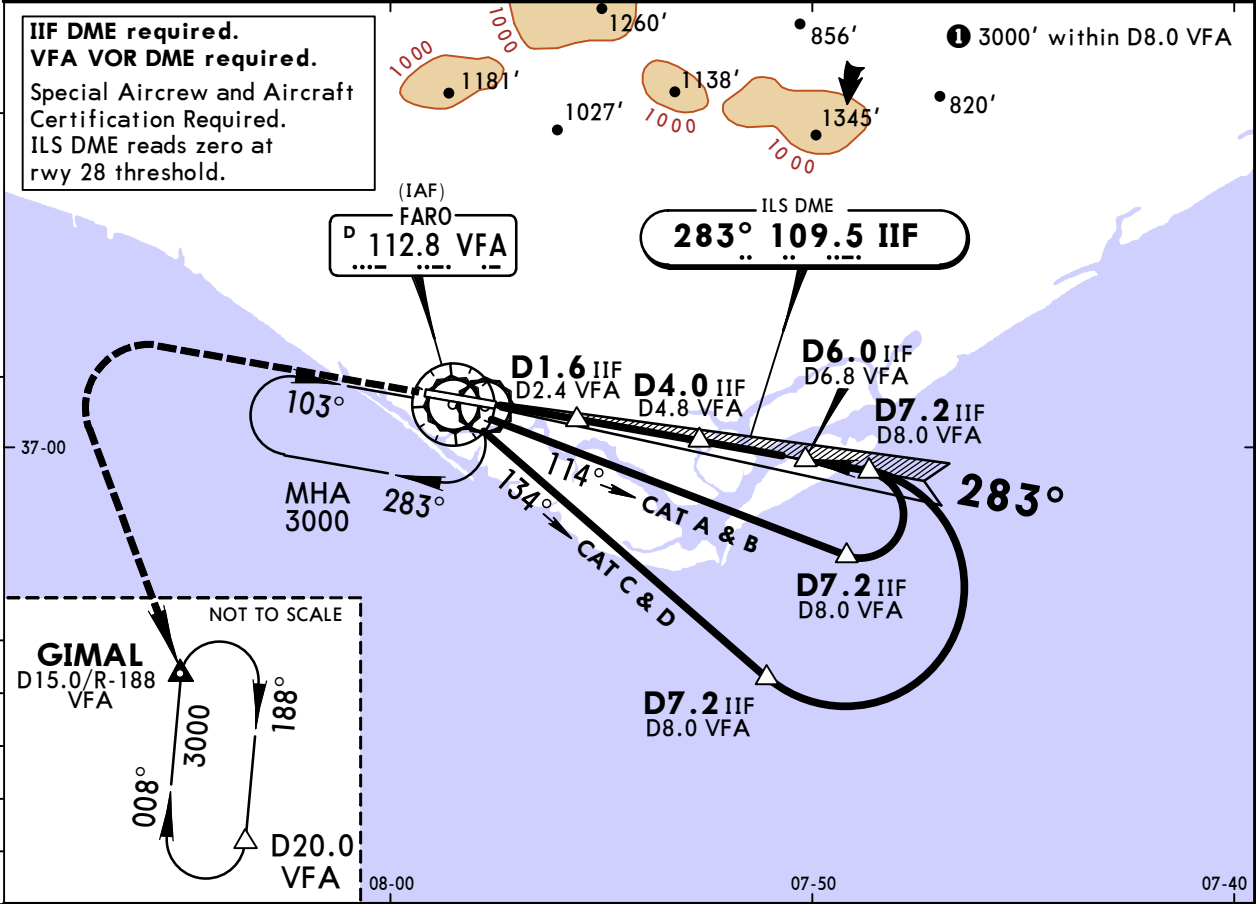 IIF DME required.
VFA VOR DME required.
Special Aircrew and Aircraft
Certification Required.
ILS DME reads zero at
rwy 28 threshold.
1000
1260'
856'
❶ 3000' within D8.0 VFA
1000
1181'
1138'
1027'
1000
1345'
820'
1000
(IAF)
FARO
D 112.8 VFA
ILS DME
283° 109.5 IIF
D1.6 IIF
D2.4 VFA
D4.0 IIF
D4.8 VFA
D6.0 IIF
D6.8 VFA
D7.2 IIF
D8.0 VFA
103°
37-00
MHA
3000
283°
114°
CAT A & B
134°
CAT C & D
283°
D7.2 IIF
D8.0 VFA
D7.2 IIF
D8.0 VFA
NOT TO SCALE
GIMAL
D15.0/R-188
VFA
3000
188°
008°
D20.0
VFA
08-00
07-50
07-40